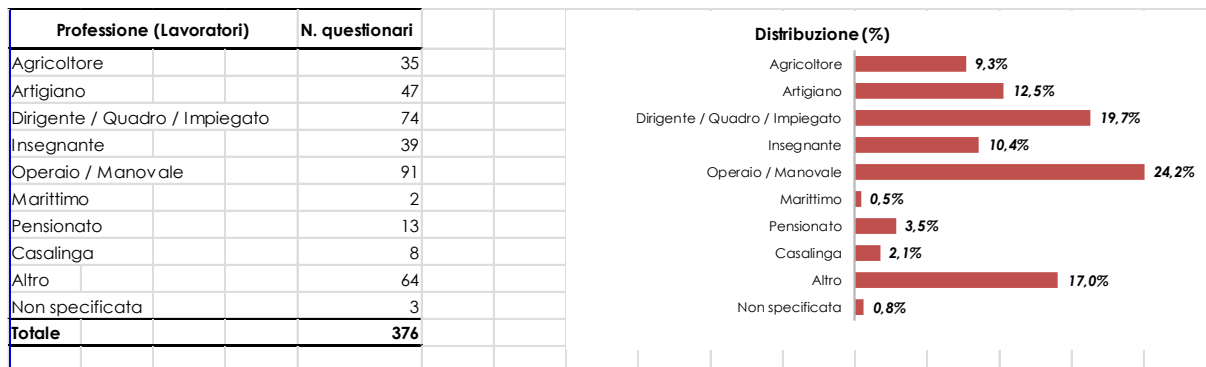 Professione (Lavoratori) N. questionari
Agricoltore 35
Artigiano 47
Dirigente / Quadro / Impiegato 74
Insegnante 39
Operaio / Manovale 91
Marittimo 2
Pensionato 13
Casalinga 8
Altro 64
Non specificata 3
Totale 376
Distribuzione (%)
Agricoltore 9,3%
Artigiano 12,5%
Dirigente / Quadro / Impiegato 19,7%
Insegnante 10,4%
Operaio / Manovale 24,2%
Marittimo 0,5%
Pensionato 3,5%
Casalinga 2,1%
Altro 17,0%
Non specificata 0,8%